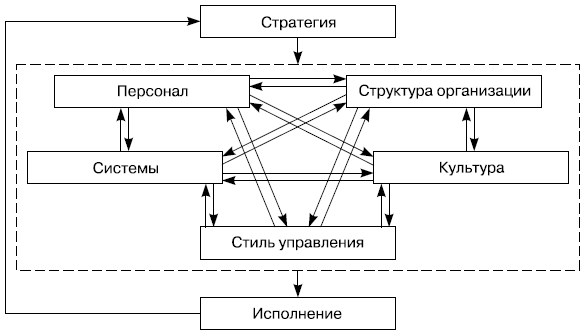 Стратегия
Персонал
Структура организации
Системы
Культура
Стиль управления
Исполнение